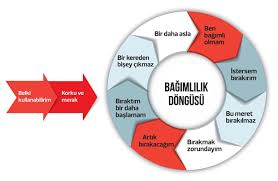 Belki
kullanabilirim
Korku ve
merak
BAĞIMLILIK
DÖNGÜSÜ
Bir daha asla
Ben
bağımlı
olmam
İstersem
bırakırım
Bu meret
bırakılmaz
Bırakmak
zorundayım
Artık
bırakacağım
Bıraktım
bir daha
başlamam
Bir kereden
bişey çıkmaz